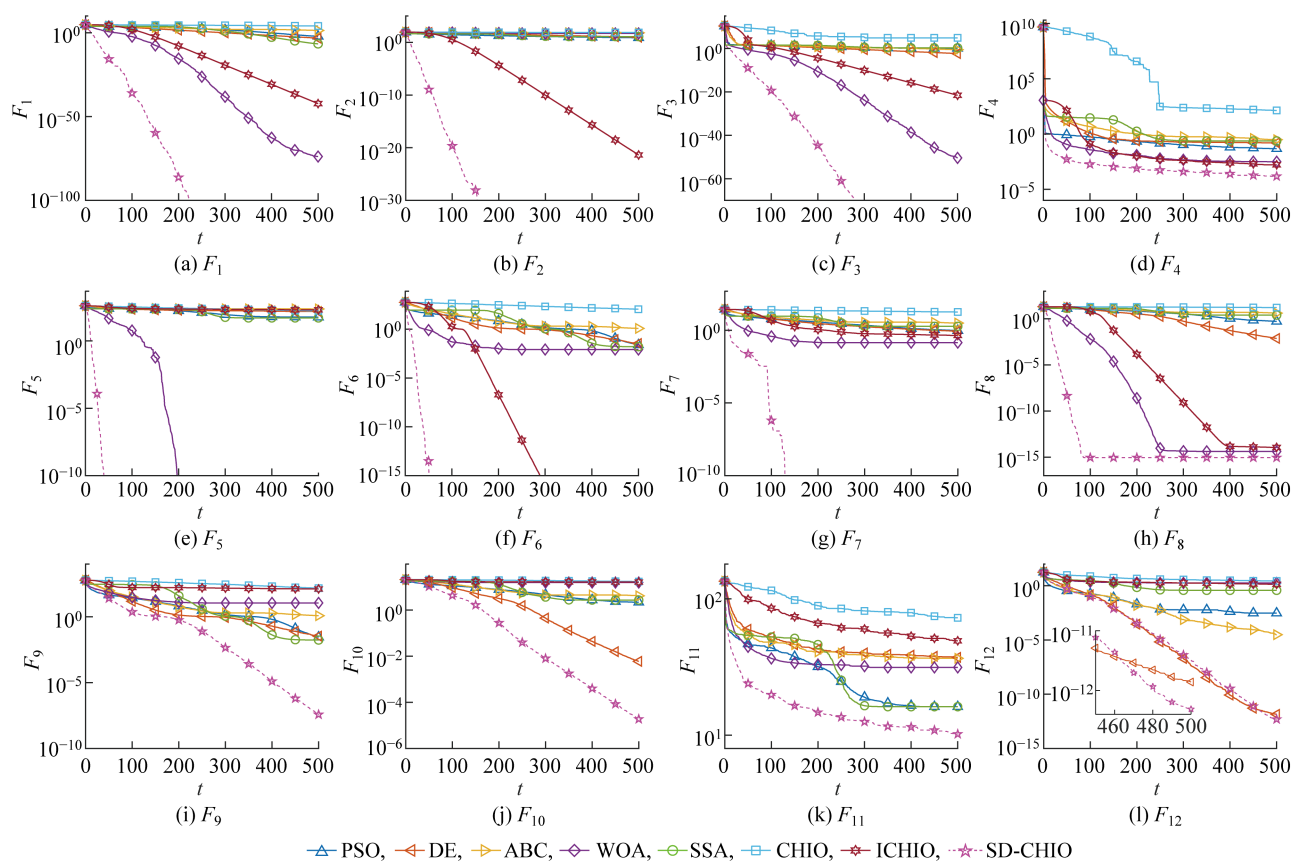 10^0
10^-50
10^-100
F_1
0 100 200 300 400 500
t
(a) F_1
10^0
10^-10
10^-20
10^-30
F_2
0 100 200 300 400 500
t
(b) F_2
10^0
10^-20
10^-40
10^-60
F_3
0 100 200 300 400 500
t
(c) F_3
10^10
10^5
10^0
10^-5
F_4
0 100 200 300 400 500
t
(d) F_4
10^0
10^-5
10^-10
F_5
0 100 200 300 400 500
t
(e) F_5
10^0
10^-5
10^-10
10^-15
F_6
0 100 200 300 400 500
t
(f) F_6
10^0
10^-5
10^-10
F_7
0 100 200 300 400 500
t
(g) F_7
10^0
10^-5
10^-10
10^-15
F_8
0 100 200 300 400 500
t
(h) F_8
10^0
10^-5
10^-10
F_9
0 100 200 300 400 500
t
(i) F_9
10^2
10^0
10^-2
10^-4
10^-6
F_10
0 100 200 300 400 500
t
(j) F_10
10^2
10^1
F_11
0 100 200 300 400 500
t
(k) F_11
10^0
10^-5
10^-10
10^-15
F_12
10^-11
10^-12
460 480 500
0 100 200 300 400 500
t
(l) F_12
PSO, DE, ABC, WOA, SSA, CHIO, ICHIO, SD-CHIO